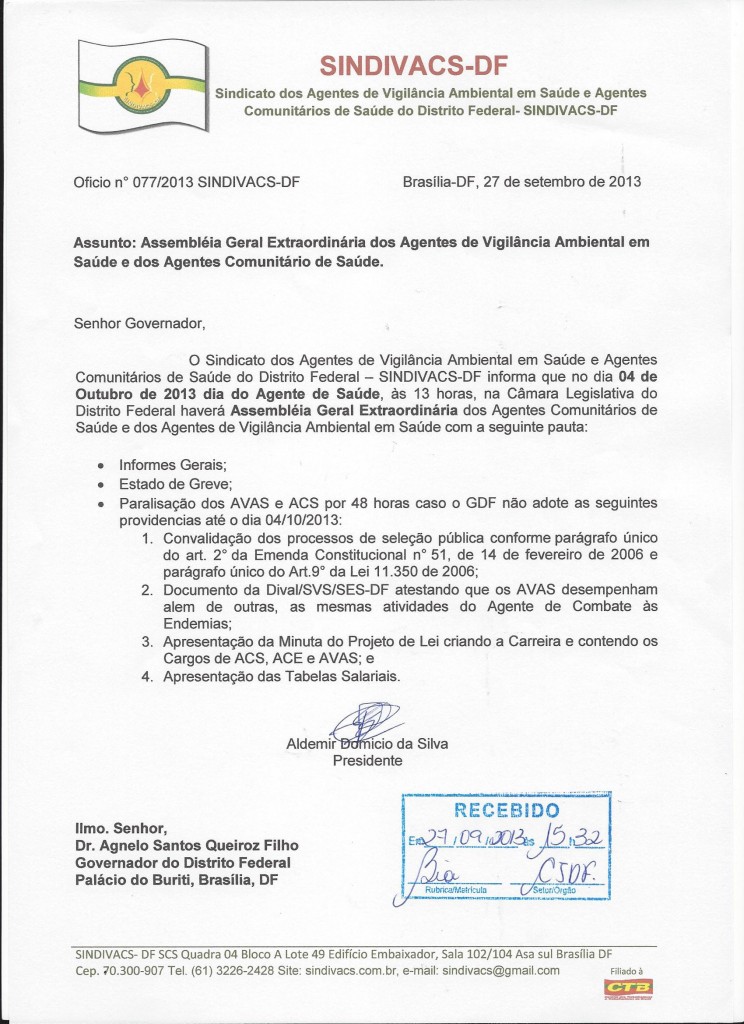 SINDIVACS-DF
Sindicato dos Agentes de Vigilância Ambiental em Saúde e Agentes
Comunitários de Saúde do Distrito Federal- SINDIVACS-DF
Oficio n° 077/2013 SINDIVACS-DF Brasília-DF, 27 de setembro de 2013
Assunto: Assembléia Geral Extraordinária dos Agentes de Vigilância Ambiental em
Saúde e dos Agentes Comunitário de Saúde.
Senhor Governador,
O Sindicato dos Agentes de Vigilância Ambiental em Saúde e Agentes
Comunitários de Saúde do Distrito Federal – SINDIVACS-DF informa que no dia 04 de
Outubro de 2013 dia do Agente de Saúde, às 13 horas, na Câmara Legislativa do
Distrito Federal haverá Assembléia Geral Extraordinária dos Agentes Comunitários de
Saúde e dos Agentes de Vigilância Ambiental em Saúde com a seguinte pauta:
• Informes Gerais;
• Estado de Greve;
• Paralisação dos AVAS e ACS por 48 horas caso o GDF não adote as seguintes
providencias até o dia 04/10/2013:
1. Convalidação dos processos de seleção pública conforme parágrafo único
do art. 2° da Emenda Constitucional n° 51, de 14 de fevereiro de 2006 e
parágrafo único do Art.9° da Lei 11.350 de 2006;
2. Documento da Dival/SVS/SES-DF atestando que os AVAS desempenham
alem de outras, as mesmas atividades do Agente de Combate às
Endemias;
3. Apresentação da Minuta do Projeto de Lei criando a Carreira e contendo os
Cargos de ACS, ACE e AVAS; e
4. Apresentação das Tabelas Salariais.
Aldemir Domicio da Silva
Presidente
RECEBIDO
Em 27/09/2013 às 15:32
Bia CJDF.
Rubrica/Matrícula Setor/Órgão
Ilmo. Senhor,
Dr. Agnelo Santos Queiroz Filho
Governador do Distrito Federal
Palácio do Buriti, Brasília, DF
SINDIVACS- DF SCS Quadra 04 Bloco A Lote 49 Edifício Embaixador, Sala 102/104 Asa sul Brasília DF
Cep. 70.300-907 Tel. (61) 3226-2428 Site: sindivacs.com.br, e-mail: sindivacs@gmail.com
Filiado à
CTB